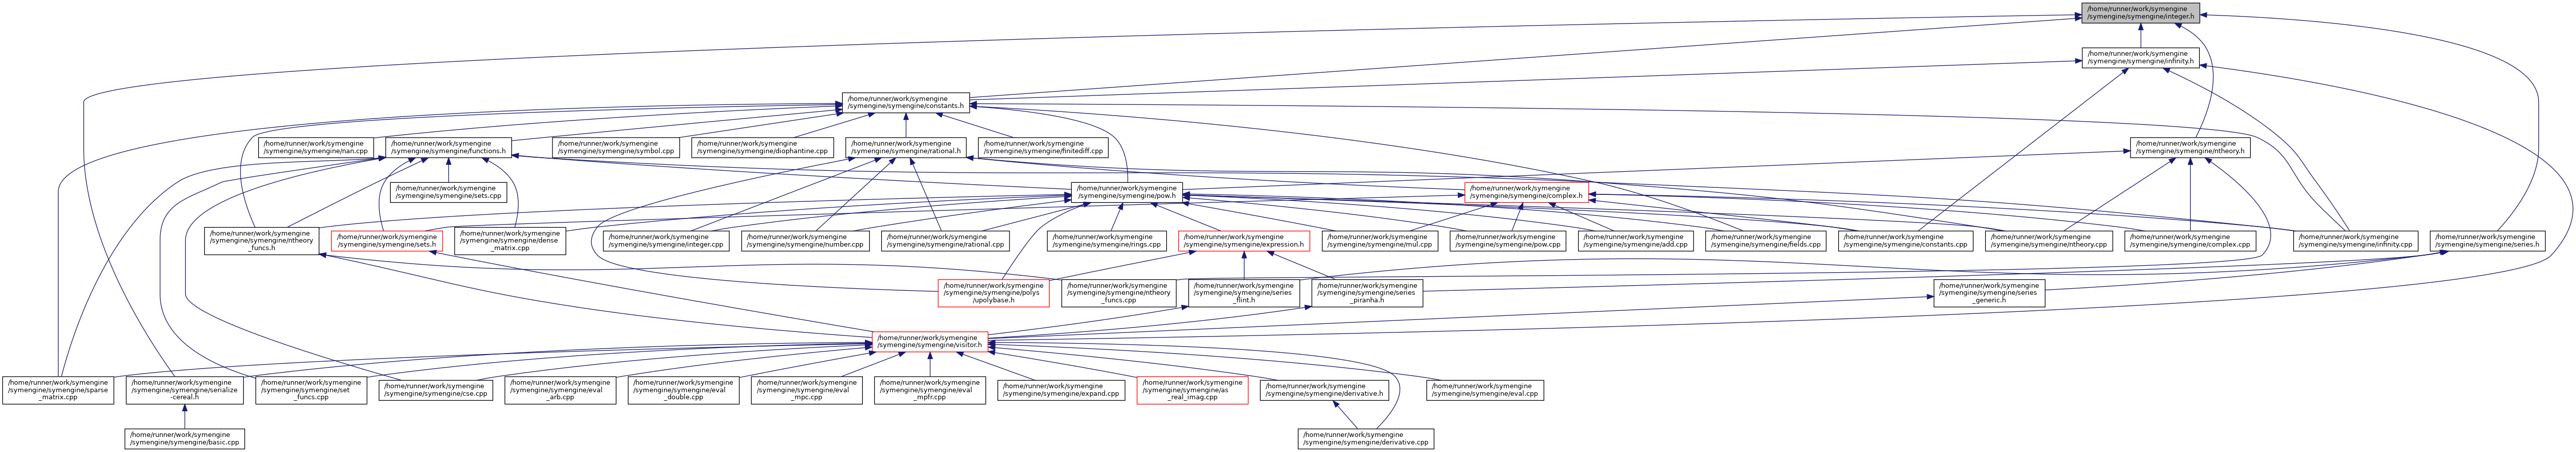 /home/runner/work/symengine
/symengine/symengine/integer.h
/home/runner/work/symengine
/symengine/symengine/infinity.h
/home/runner/work/symengine
/symengine/symengine/constants.h
/home/runner/work/symengine
/symengine/symengine/nan.cpp
/home/runner/work/symengine
/symengine/symengine/functions.h
/home/runner/work/symengine
/symengine/symengine/symbol.cpp
/home/runner/work/symengine
/symengine/symengine/diophantine.cpp
/home/runner/work/symengine
/symengine/symengine/rational.h
/home/runner/work/symengine
/symengine/symengine/finitediff.cpp
/home/runner/work/symengine
/symengine/symengine/ntheory.h
/home/runner/work/symengine
/symengine/symengine/sets.cpp
/home/runner/work/symengine
/symengine/symengine/pow.h
/home/runner/work/symengine
/symengine/symengine/complex.h
/home/runner/work/symengine
/symengine/symengine/ntheory
_funcs.h
/home/runner/work/symengine
/symengine/symengine/sets.h
/home/runner/work/symengine
/symengine/symengine/dense
_matrix.cpp
/home/runner/work/symengine
/symengine/symengine/integer.cpp
/home/runner/work/symengine
/symengine/symengine/number.cpp
/home/runner/work/symengine
/symengine/symengine/rational.cpp
/home/runner/work/symengine
/symengine/symengine/rings.cpp
/home/runner/work/symengine
/symengine/symengine/expression.h
/home/runner/work/symengine
/symengine/symengine/mul.cpp
/home/runner/work/symengine
/symengine/symengine/pow.cpp
/home/runner/work/symengine
/symengine/symengine/add.cpp
/home/runner/work/symengine
/symengine/symengine/fields.cpp
/home/runner/work/symengine
/symengine/symengine/constants.cpp
/home/runner/work/symengine
/symengine/symengine/ntheory.cpp
/home/runner/work/symengine
/symengine/symengine/complex.cpp
/home/runner/work/symengine
/symengine/symengine/infinity.cpp
/home/runner/work/symengine
/symengine/symengine/series.h
/home/runner/work/symengine
/symengine/symengine/polys
/upolybase.h
/home/runner/work/symengine
/symengine/symengine/ntheory
_funcs.cpp
/home/runner/work/symengine
/symengine/symengine/series
_flint.h
/home/runner/work/symengine
/symengine/symengine/series
_piranha.h
/home/runner/work/symengine
/symengine/symengine/series
_generic.h
/home/runner/work/symengine
/symengine/symengine/visitor.h
/home/runner/work/symengine
/symengine/symengine/sparse
_matrix.cpp
/home/runner/work/symengine
/symengine/symengine/serialize
-cereal.h
/home/runner/work/symengine
/symengine/symengine/set
_funcs.cpp
/home/runner/work/symengine
/symengine/symengine/cse.cpp
/home/runner/work/symengine
/symengine/symengine/eval
_arb.cpp
/home/runner/work/symengine
/symengine/symengine/eval
_double.cpp
/home/runner/work/symengine
/symengine/symengine/eval
_mpc.cpp
/home/runner/work/symengine
/symengine/symengine/eval
_mpfr.cpp
/home/runner/work/symengine
/symengine/symengine/expand.cpp
/home/runner/work/symengine
/symengine/symengine/as
_real_imag.cpp
/home/runner/work/symengine
/symengine/symengine/derivative.h
/home/runner/work/symengine
/symengine/symengine/eval.cpp
/home/runner/work/symengine
/symengine/symengine/basic.cpp
/home/runner/work/symengine
/symengine/symengine/derivative.cpp